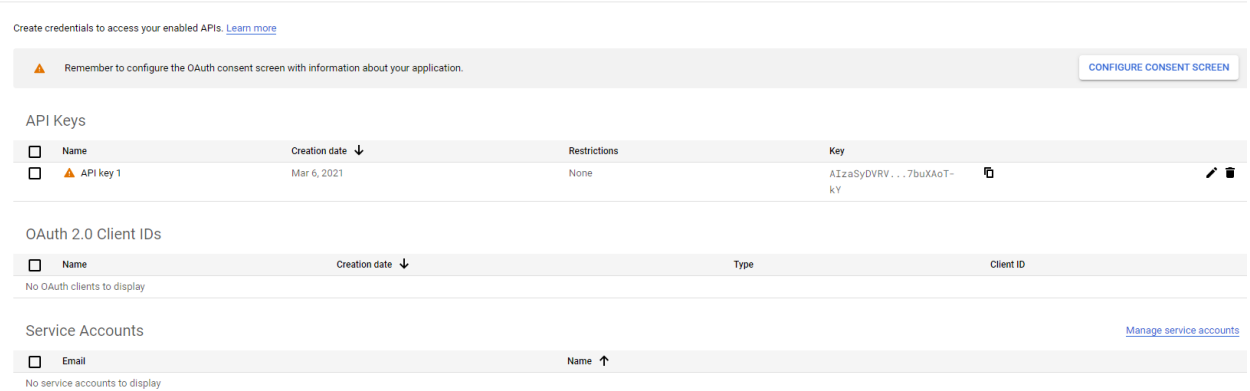 Create credentials to access your enabled APIs. Learn more
Remember to configure the OAuth consent screen with information about your application.
CONFIGURE CONSENT SCREEN
API Keys
Name Creation date Restrictions Key
API key 1 Mar 6, 2021 None AIzaSyDVRV...7buXAoT-
kY
OAuth 2.0 Client IDs
Name Creation date Type Client ID
No OAuth clients to display
Service Accounts Manage service accounts
Email Name
No service accounts to display